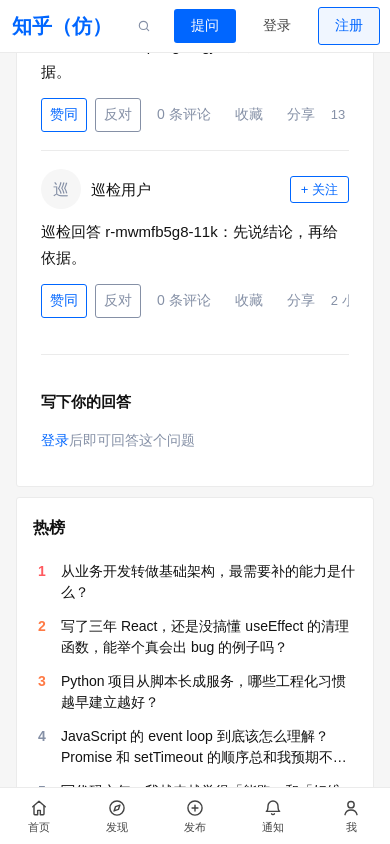 知乎（仿）
提问
登录
注册
据。
赞同 反对 0 条评论 收藏 分享 13
巡 巡检用户 + 关注
巡检回答 r-mwmfb5g8-11k：先说结论，再给
依据。
赞同 反对 0 条评论 收藏 分享 2
写下你的回答
登录后即可回答这个问题
热榜
1 从业务开发转做基础架构，最需要补的能力是什
么？
2 写了三年 React，还是没搞懂 useEffect 的清理
函数，能举个真会出 bug 的例子吗？
3 Python 项目从脚本长成服务，哪些工程化习惯
越早建立越好？
4 JavaScript 的 event loop 到底该怎么理解？
Promise 和 setTimeout 的顺序总和我预期不…
首页 发现 发布 通知 我